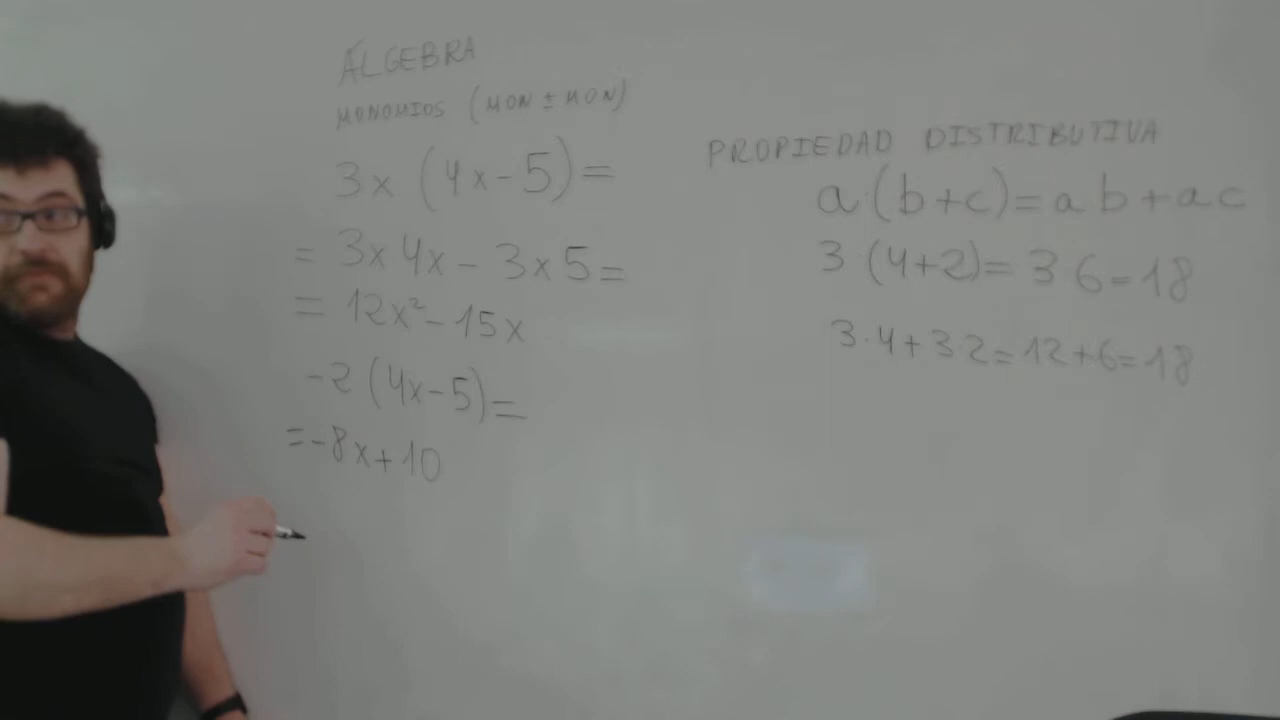 ÁLGEBRA
MONOMIOS (MON ± MON)
3x (4x-5)=
= 3x 4x - 3x 5=
= 12x²-15x
-2 (4x-5)=
=-8x+10
PROPIEDAD DISTRIBUTIVA
a·(b+c)=a b+a c
3 (4+2)= 3 6=18
3·4+3 2=12+6=18